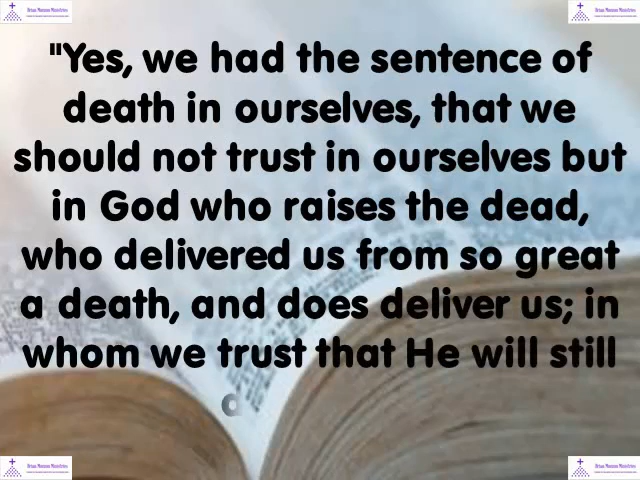 "Yes, we had the sentence of
death in ourselves, that we
should not trust in ourselves but
in God who raises the dead,
who delivered us from so great
a death, and does deliver us; in
whom we trust that He will still